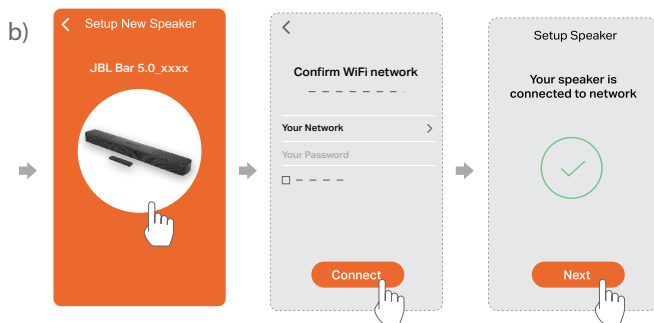 b)
Setup New Speaker
JBL Bar 5.0_xxxx
Confirm WiFi network
Your Network
Your Password
Connect
Setup Speaker
Your speaker is
connected to network
Next